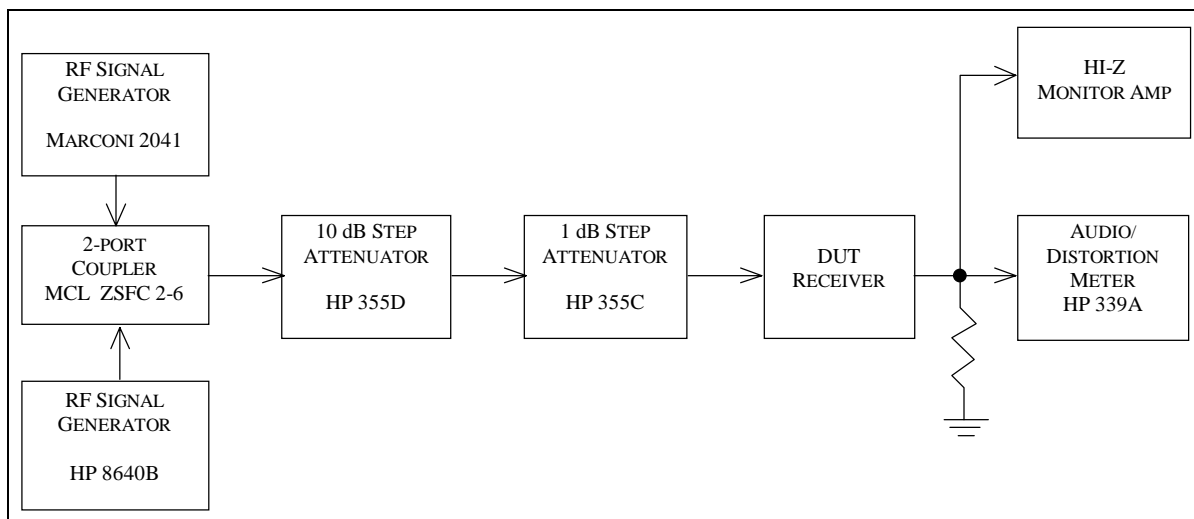 RF SIGNAL
GENERATOR
MARCONI 2041
2-PORT
COUPLER
MCL ZSFC 2-6
RF SIGNAL
GENERATOR
HP 8640B
10 dB STEP
ATTENUATOR
HP 355D
1 dB STEP
ATTENUATOR
HP 355C
DUT
RECEIVER
HI-Z
MONITOR AMP
AUDIO/
DISTORTION
METER
HP 339A